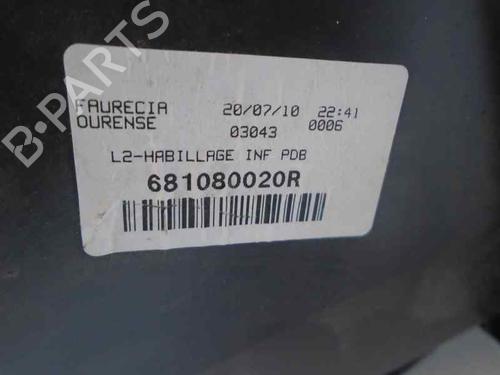 FAURECIA 20/07/10 22:41
OURENSE 03043 0006
L2-HABILLAGE INF PDB
681080020R
B-PARTS